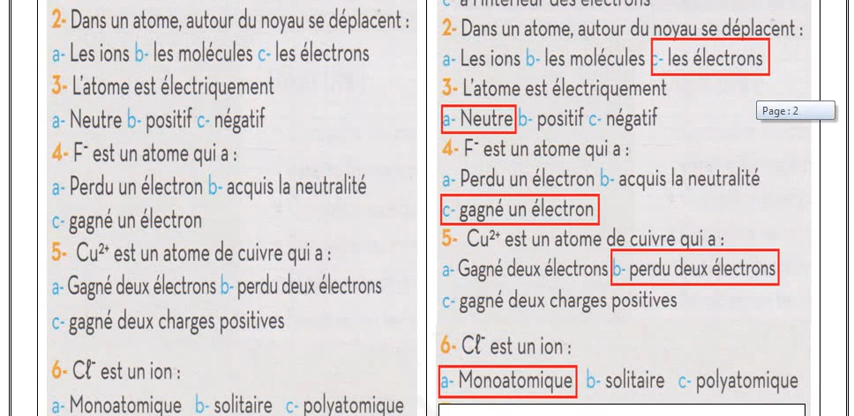 2- Dans un atome, autour du noyau se déplacent :
a- Les ions b- les molécules c- les électrons
3- L'atome est électriquement
a- Neutre b- positif c- négatif
4- F⁻ est un atome qui a :
a- Perdu un électron b- acquis la neutralité
c- gagné un électron
5- Cu²⁺ est un atome de cuivre qui a :
a- Gagné deux électrons b- perdu deux électrons
c- gagné deux charges positives
6- Cℓ⁻ est un ion :
a- Monoatomique b- solitaire c- polyatomique
c- à l'intérieur des électrons
2- Dans un atome, autour du noyau se déplacent :
a- Les ions b- les molécules c- les électrons
3- L'atome est électriquement
a- Neutre b- positif c- négatif
Page : 2
4- F⁻ est un atome qui a :
a- Perdu un électron b- acquis la neutralité
c- gagné un électron
5- Cu²⁺ est un atome de cuivre qui a :
a- Gagné deux électrons b- perdu deux électrons
c- gagné deux charges positives
6- Cℓ⁻ est un ion :
a- Monoatomique b- solitaire c- polyatomique